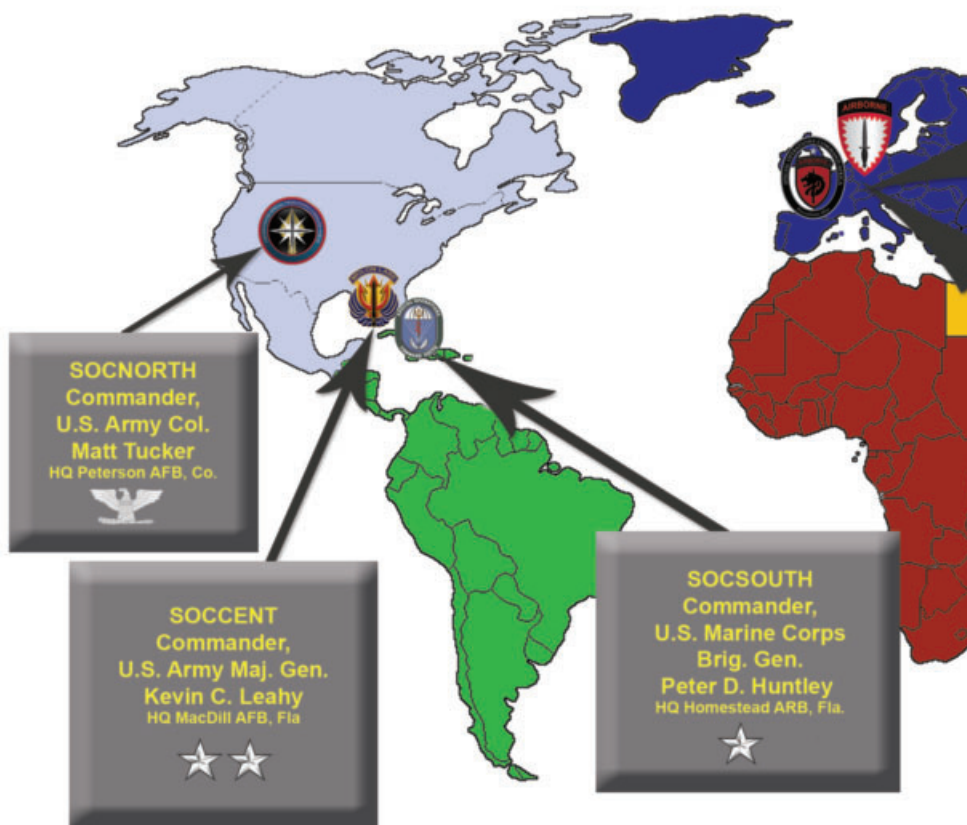 AIRBORNE
SOCNORTH
Commander,
U.S. Army Col.
Matt Tucker
HQ Peterson AFB, Co.
SOCCENT
Commander,
U.S. Army Maj. Gen.
Kevin C. Leahy
HQ MacDill AFB, Fla
SOCSOUTH
Commander,
U.S. Marine Corps
Brig. Gen.
Peter D. Huntley
HQ Homestead ARB, Fla.